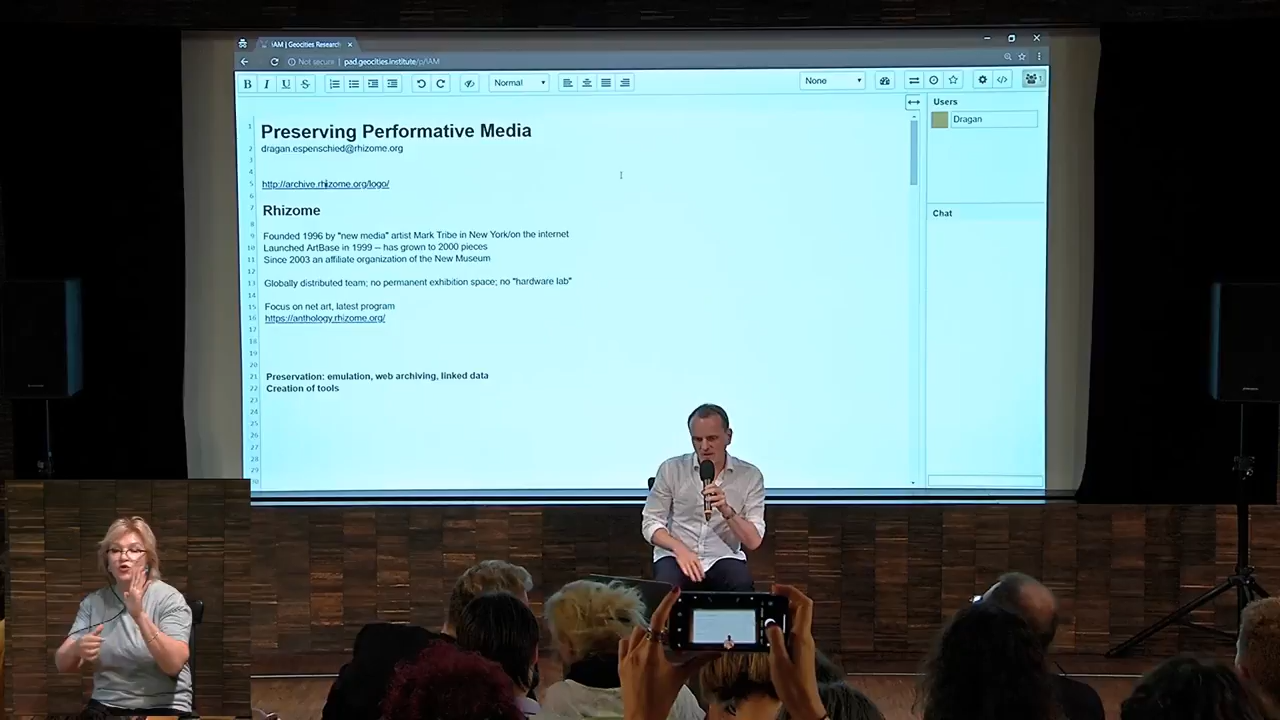 IAM | Geocities Research
Not secure | pad.geocities.institute/p/IAM
B I U S Normal None 1
Users
Dragan
Chat
Preserving Performative Media
dragan.espenschied@rhizome.org
http://archive.rhizome.org/logo/
Rhizome
Founded 1996 by "new media" artist Mark Tribe in New York/on the internet
Launched ArtBase in 1999 – has grown to 2000 pieces
Since 2003 an affiliate organization of the New Museum
Globally distributed team; no permanent exhibition space; no "hardware lab"
Focus on net art, latest program
https://anthology.rhizome.org/
Preservation: emulation, web archiving, linked data
Creation of tools